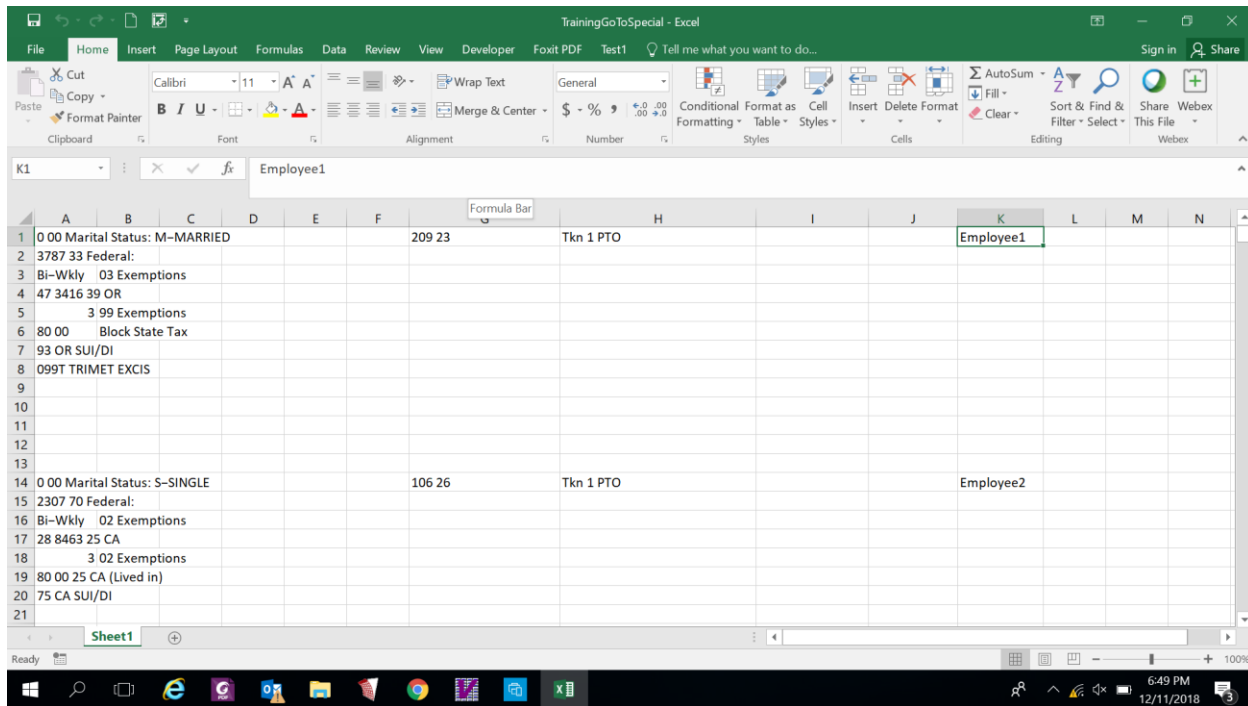 TrainingGoToSpecial - Excel
File Home Insert Page Layout Formulas Data Review View Developer Foxit PDF Test1 Tell me what you want to do... Sign in Share
Paste
Cut
Copy
Format Painter
Clipboard
Calibri 11
B I U
Font
Wrap Text
Merge & Center
Alignment
General
$ % ,
Number
Conditional Formatting
Format as Table
Cell Styles
Styles
Insert Delete Format
Cells
AutoSum
Fill
Clear
Sort & Filter
Find & Select
Editing
Share This File
Webex
Webex
K1 fx Employee1
Formula Bar
A B C D E F G H I J K L M N
1 0 00 Marital Status: M–MARRIED 209 23 Tkn 1 PTO Employee1
2 3787 33 Federal:
3 Bi–Wkly 03 Exemptions
4 47 3416 39 OR
5 3 99 Exemptions
6 80 00 Block State Tax
7 93 OR SUI/DI
8 099T TRIMET EXCIS
9
10
11
12
13
14 0 00 Marital Status: S–SINGLE 106 26 Tkn 1 PTO Employee2
15 2307 70 Federal:
16 Bi–Wkly 02 Exemptions
17 28 8463 25 CA
18 3 02 Exemptions
19 80 00 25 CA (Lived in)
20 75 CA SUI/DI
21
Sheet1
Ready 100%
6:49 PM
12/11/2018
3